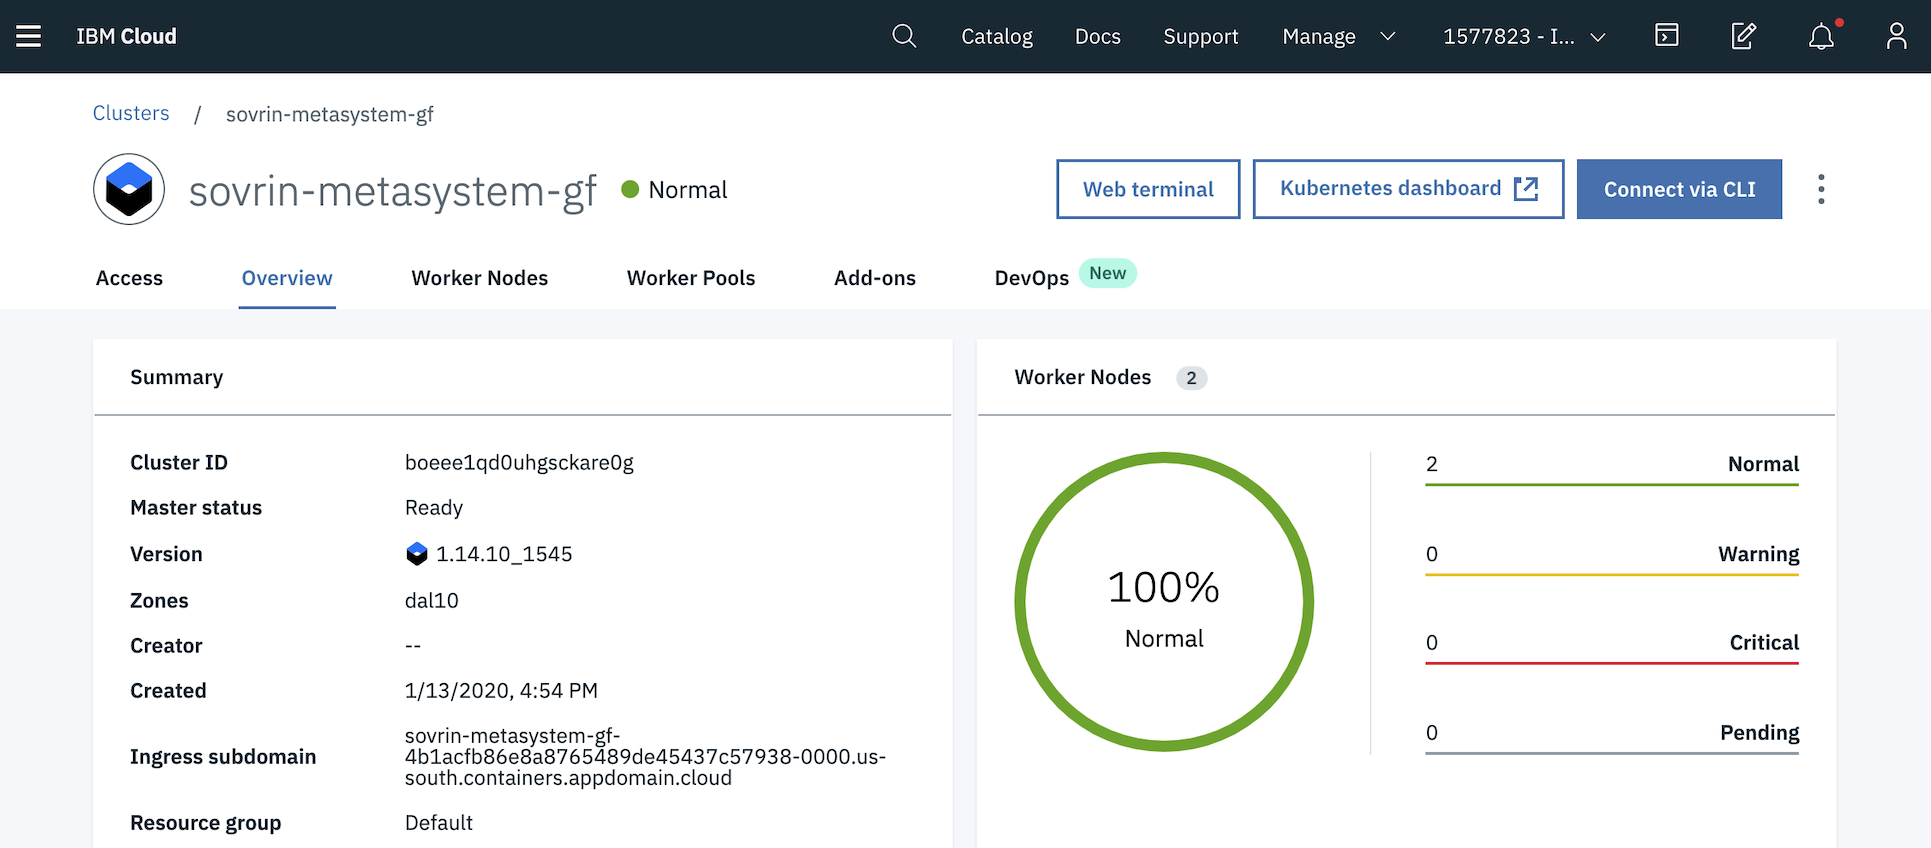 IBM Cloud
Catalog
Docs
Support
Manage
1577823 - I...
Clusters / sovrin-metasystem-gf
sovrin-metasystem-gf
Normal
Web terminal
Kubernetes dashboard
Connect via CLI
Access
Overview
Worker Nodes
Worker Pools
Add-ons
DevOps
New
Summary
Cluster ID boeee1qd0uhgsckare0g
Master status Ready
Version 1.14.10_1545
Zones dal10
Creator --
Created 1/13/2020, 4:54 PM
Ingress subdomain
sovrin-metasystem-gf-
4b1acfb86e8a8765489de45437c57938-0000.us-
south.containers.appdomain.cloud
Resource group Default
Worker Nodes 2
100%
Normal
2 Normal
0 Warning
0 Critical
0 Pending